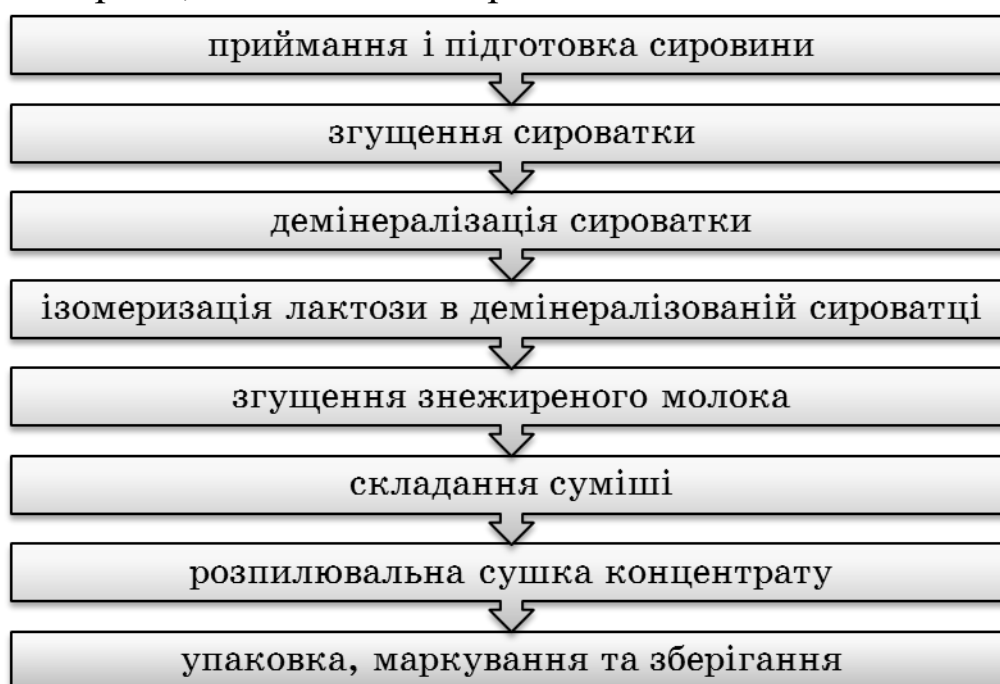 приймання і підготовка сировини
згущення сироватки
демінералізація сироватки
ізомеризація лактози в демінералізованій сироватці
згущення знежиреного молока
складання суміші
розпилювальна сушка концентрату
упаковка, маркування та зберігання